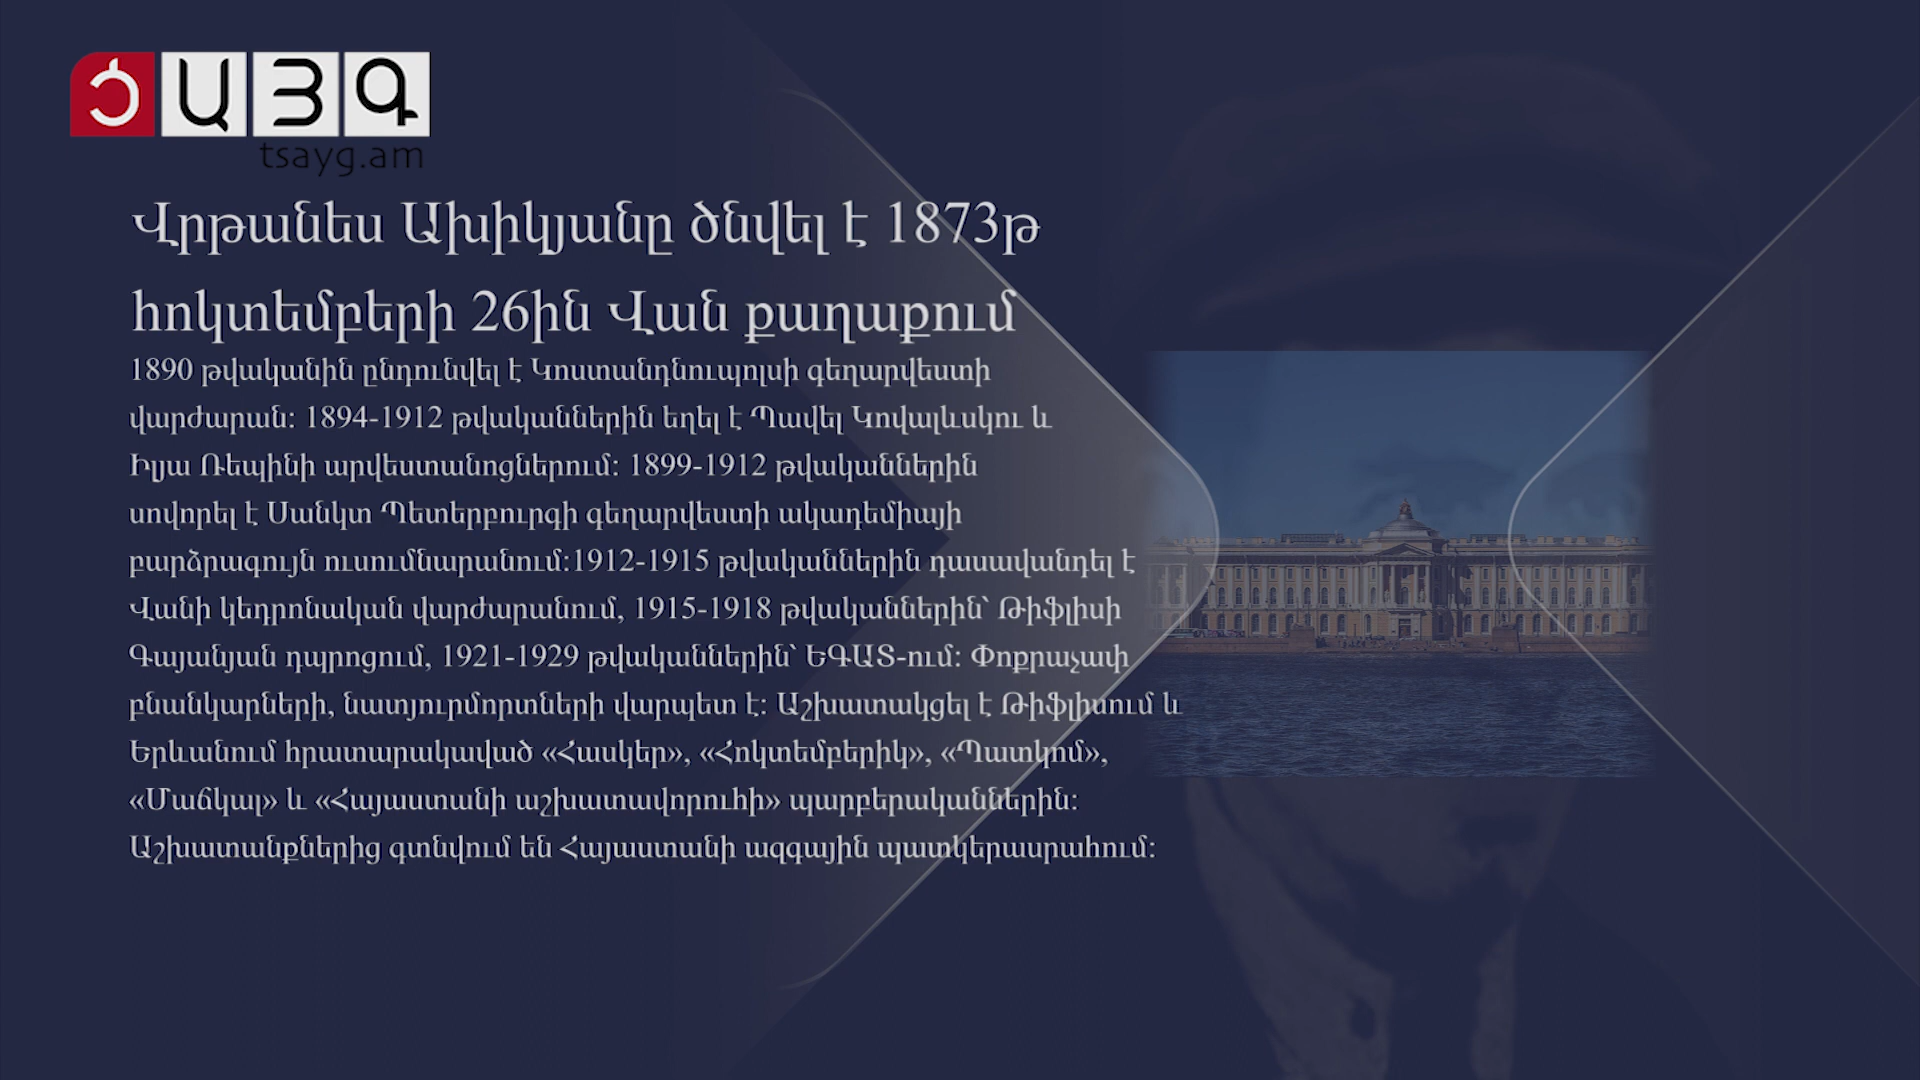 ՇԱՅԳ
tsayg.am
Վրթանես Ախիկյանը ծնվել է 1873թ
հոկտեմբերի 26ին Վան քաղաքում
1890 թվականին ընդունվել է Կոստանդնուպոլսի գեղարվեստի
վարժարան: 1894-1912 թվականներին եղել է Պավել Կովալևսկու և
Իլյա Ռեպինի արվեստանոցներում: 1899-1912 թվականներին
սովորել է Սանկտ Պետերբուրգի գեղարվեստի ակադեմիայի
բարձրագույն ուսումնարանում:1912-1915 թվականներին դասավանդել է
Վանի կեդրոնական վարժարանում, 1915-1918 թվականներին՝ Թիֆլիսի
Գայանյան դպրոցում, 1921-1929 թվականներին՝ ԵԳԱՏ-ում: Փոքրաչափ
բնանկարների, նատյուրմորտների վարպետ է: Աշխատակցել է Թիֆլիսում և
Երևանում հրատարակաված «Հասկեր», «Հոկտեմբերիկ», «Պատկոմ»,
«Մաճկալ» և «Հայաստանի աշխատավորուհի» պարբերականներին:
Աշխատանքներից գտնվում են Հայաստանի ազգային պատկերասրահում: